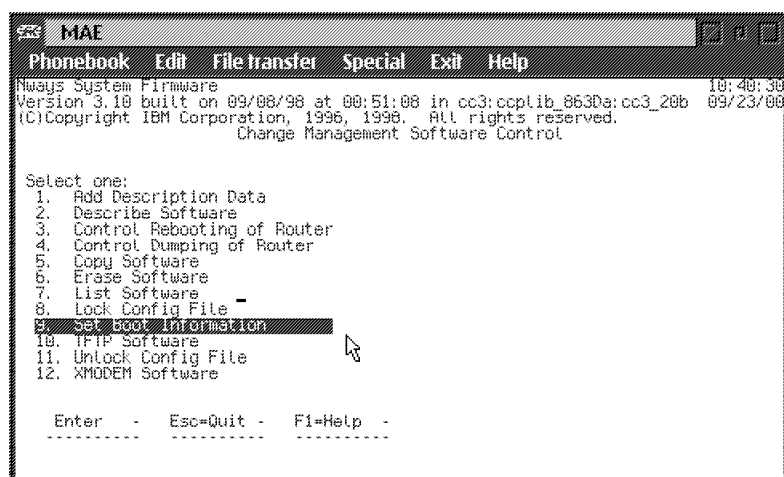 MAE
Phonebook Edit File transfer Special Exit Help
Nways System Firmware 10:40:30
Version 3.10 built on 09/08/98 at 00:51:08 in cc3:ccplib_863Da:cc3_20b 09/23/00
(C)Copyright IBM Corporation, 1996, 1998. All rights reserved.
Change Management Software Control
Select one:
1. Add Description Data
2. Describe Software
3. Control Rebooting of Router
4. Control Dumping of Router
5. Copy Software
6. Erase Software
7. List Software _
8. Lock Config File
9. Set Boot Information
10. TFTP Software
11. Unlock Config File
12. XMODEM Software
Enter - Esc=Quit - F1=Help -
---------- ---------- ----------